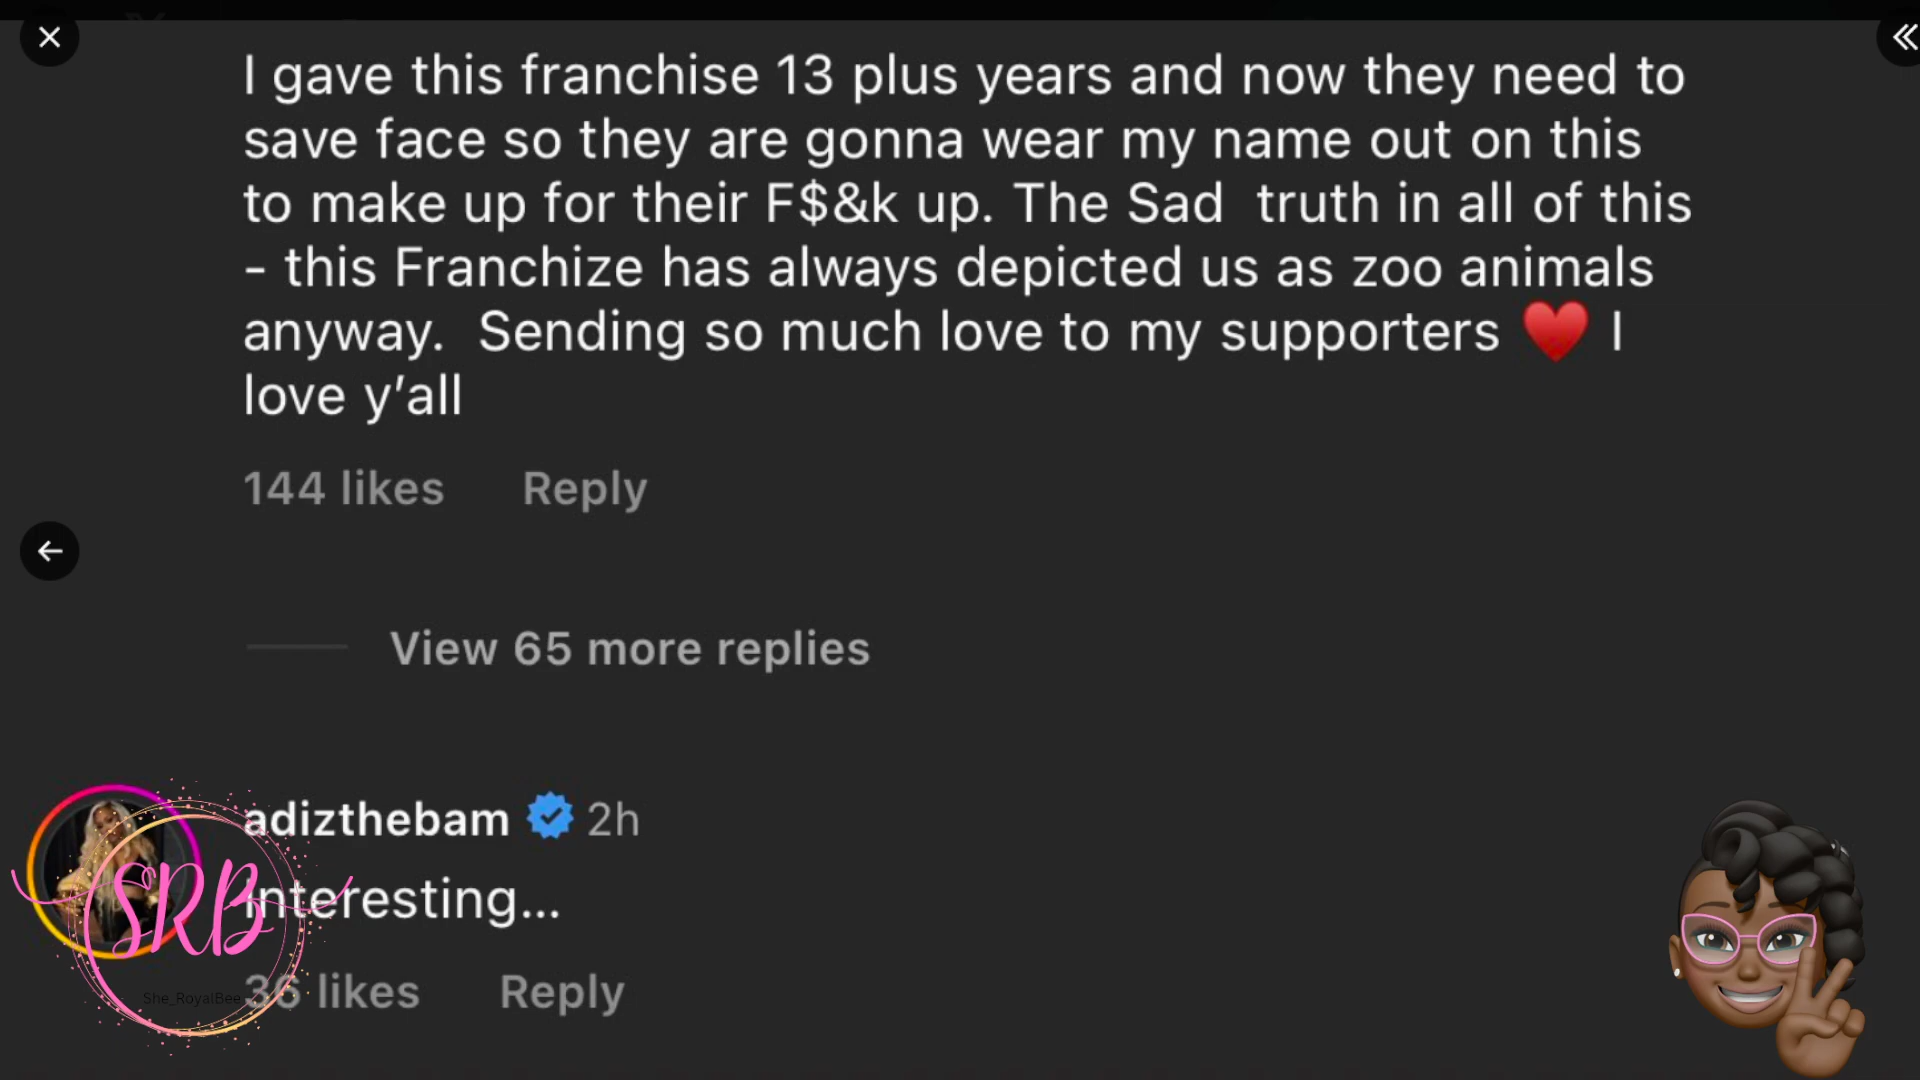 I gave this franchise 13 plus years and now they need to
save face so they are gonna wear my name out on this
to make up for their F$&k up. The Sad  truth in all of this
- this Franchize has always depicted us as zoo animals
anyway.  Sending so much love to my supporters ♥️ I
love y’all
144 likes Reply
View 65 more replies
adizthebam 2h
interesting...
36 likes Reply
SRB
She_RoyalBee